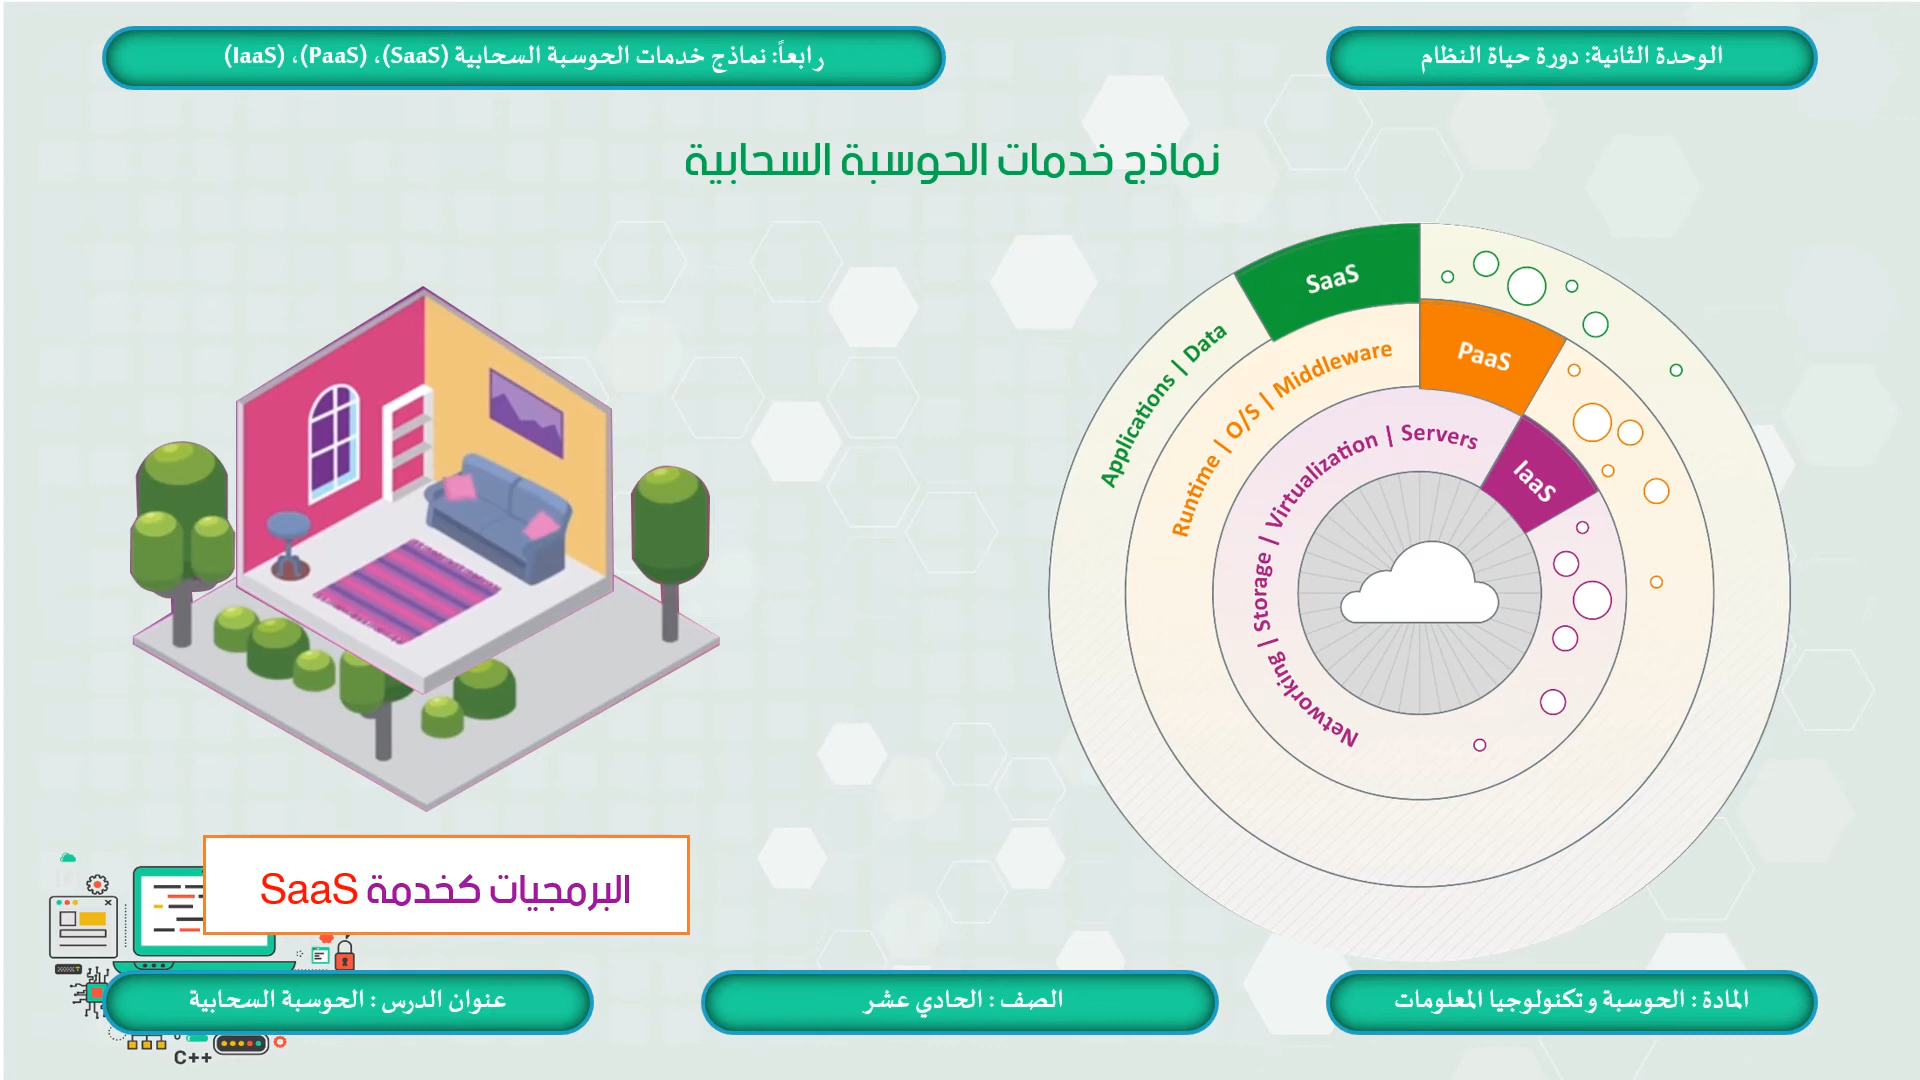 الوحدة الثانية: دورة حياة النظام
رابعاً: نماذج خدمات الحوسبة السحابية (SaaS)، (PaaS)، (IaaS)
نماذج خدمات الحوسبة السحابية
SaaS
PaaS
IaaS
Applications | Data
Runtime | O/S | Middleware
Networking | Storage | Virtualization | Servers
البرمجيات كخدمة SaaS
المادة : الحوسبة وتكنولوجيا المعلومات
الصف : الحادي عشر
عنوان الدرس : الحوسبة السحابية
C++